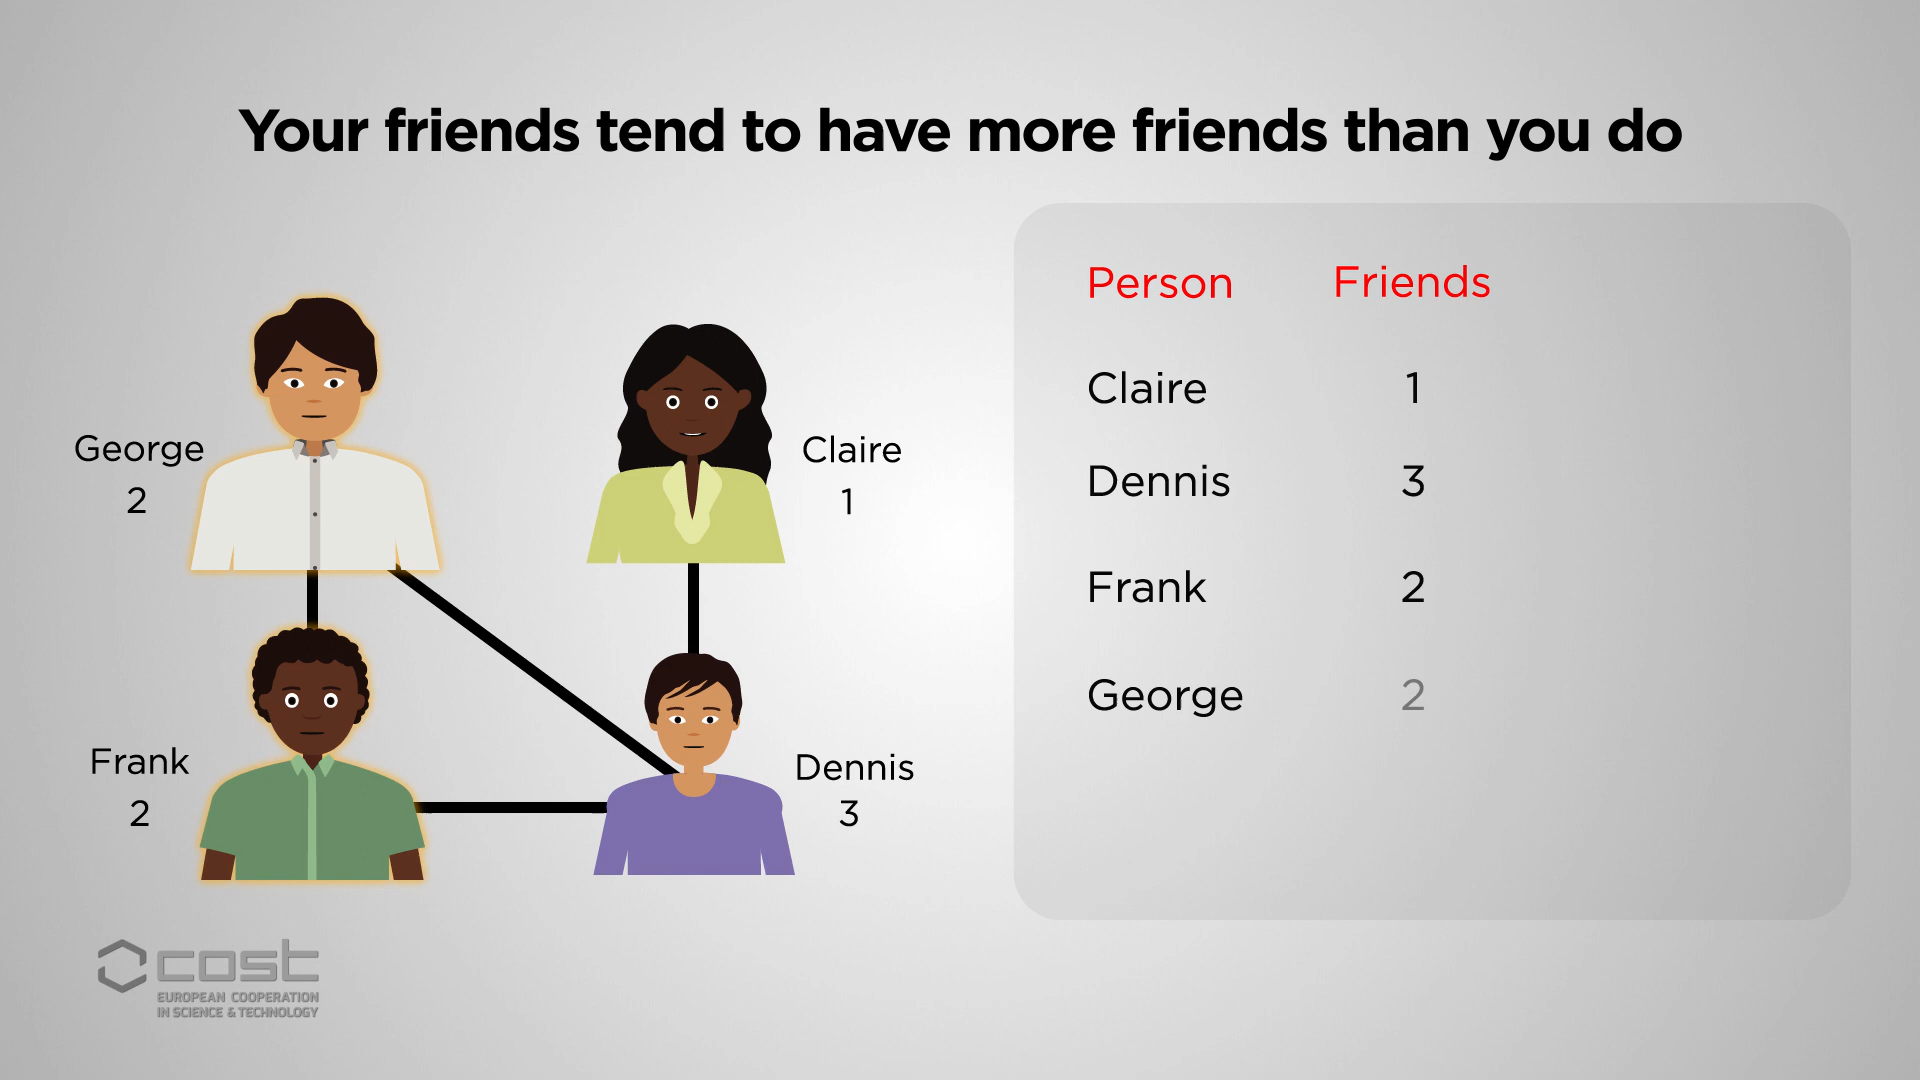 Your friends tend to have more friends than you do
George
2
Claire
1
Frank
2
Dennis
3
Person Friends
Claire 1
Dennis 3
Frank 2
George 2
cost
EUROPEAN COOPERATION
IN SCIENCE & TECHNOLOGY